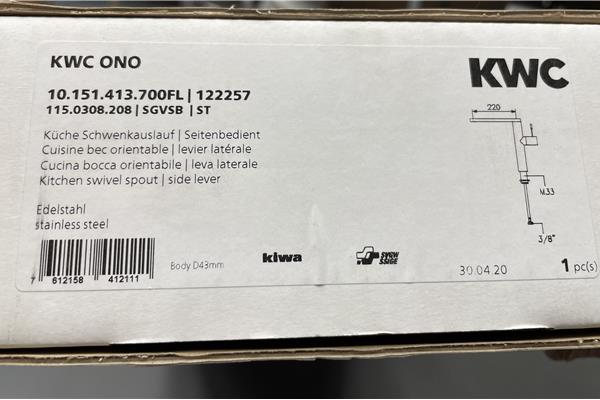 KWC ONO
KWC
10.151.413.700FL | 122257
115.0308.208 | SGVSB | ST
Küche Schwenkauslauf | Seitenbedient
Cuisine bec orientable | levier latérale
Cucina bocca orientabile | leva laterale
Kitchen swivel spout | side lever
220
M33
3/8"
Edelstahl
stainless steel
7 612158 412111
Body D43mm
kiwa
SVGW
SSIGE
30.04.20
1 pc(s)